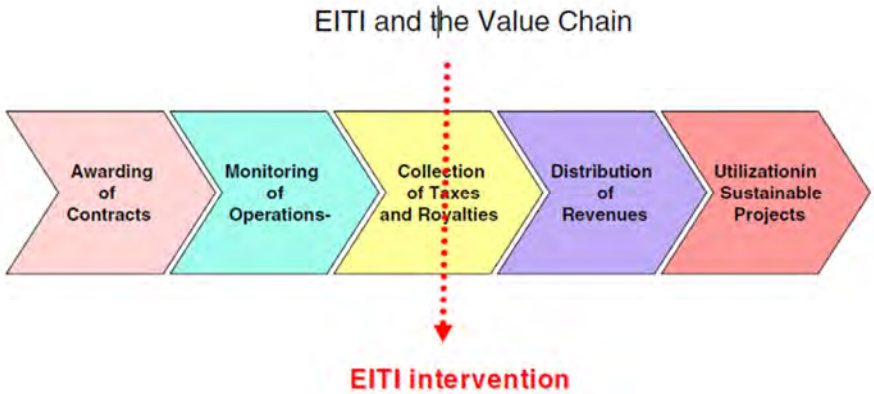 EITI and the Value Chain
Awarding
of
Contracts
Monitoring
of
Operations-
Collection
of Taxes
and Royalties
Distribution
of
Revenues
Utilizationin
Sustainable
Projects
EITI intervention